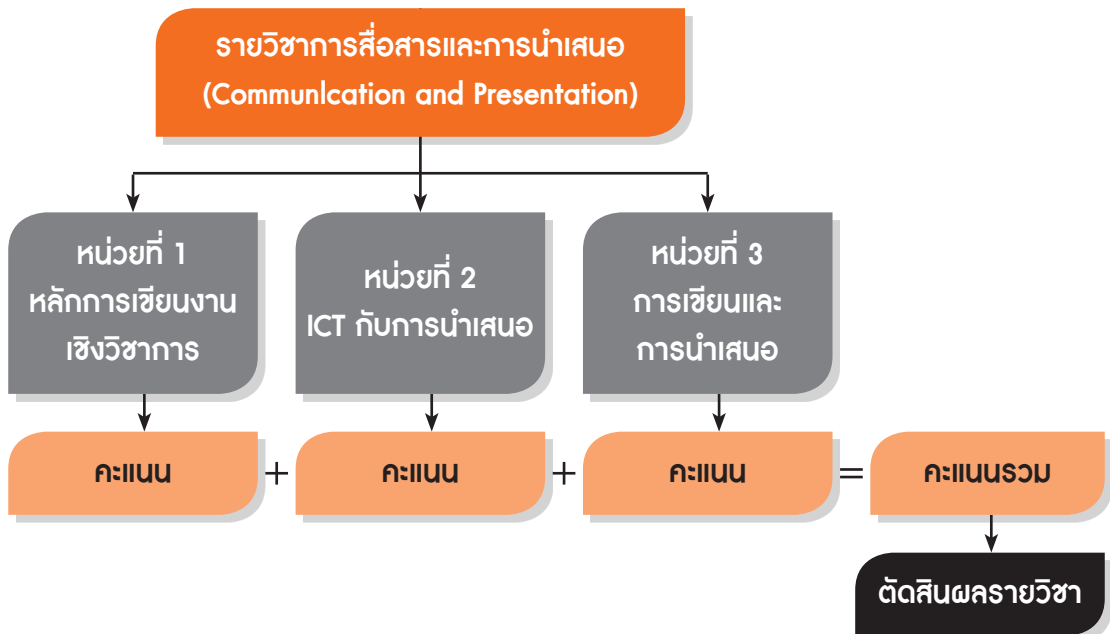 รายวิชาการสื่อสารและการนำเสนอ
(Communlcation and Presentation)
หน่วยที่ 1
หลักการเขียนงาน
เชิงวิชาการ
หน่วยที่ 2
ICT กับการนำเสนอ
หน่วยที่ 3
การเขียนและ
การนำเสนอ
คะแนน + คะแนน + คะแนน = คะแนนรวม
ตัดสินผลรายวิชา